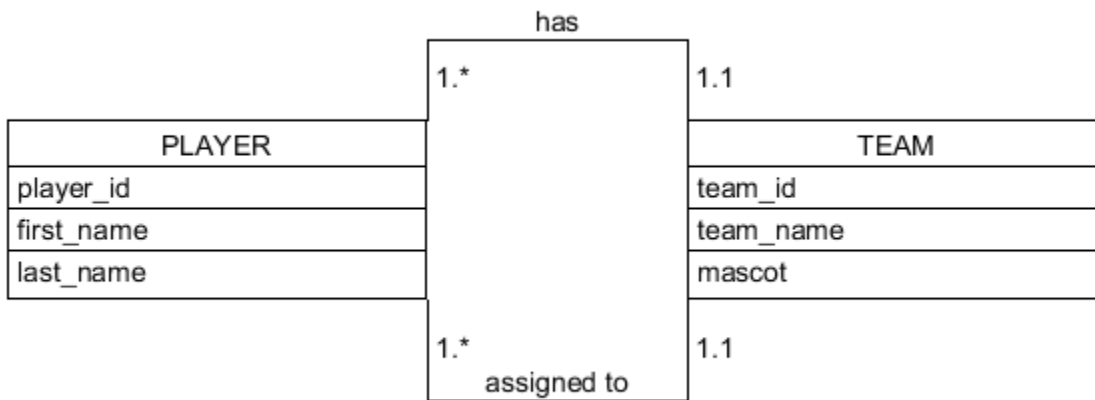 has
1.*
1.1
PLAYER
player_id
first_name
last_name
TEAM
team_id
team_name
mascot
1.*
1.1
assigned to